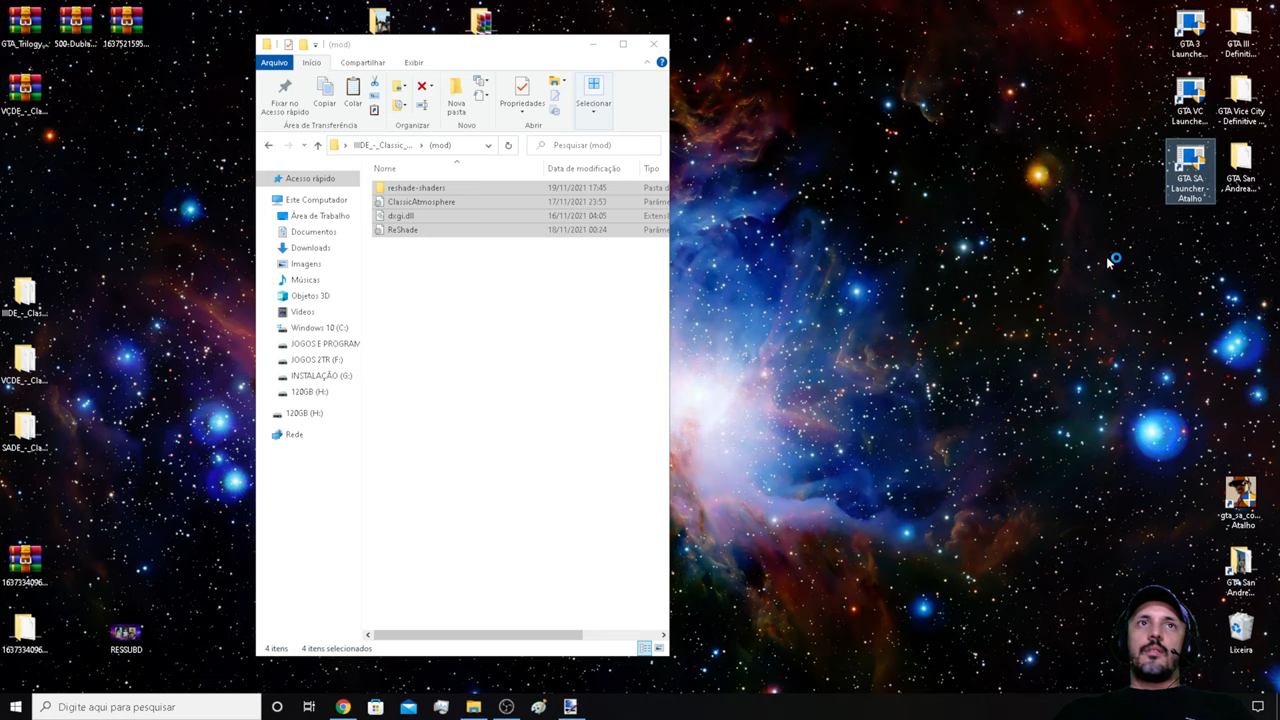 GTA_Trilogy...
500-Dubla...
1637521595...
VCDE_-_Cla...
IIIDE_-_Clas...
VCDE_-_Cla...
SADE_-_Cla...
1637334096...
1637334096...
RESSUBD
(mod)
Arquivo
Início
Compartilhar
Exibir
Fixar no
Acesso rápido
Copiar
Colar
Nova
pasta
Propriedades
Selecionar
Área de Transferência
Organizar
Novo
Abrir
IIIDE_-_Classic_...
(mod)
Pesquisar (mod)
Acesso rápido
Este Computador
Área de Trabalho
Documentos
Downloads
Imagens
Músicas
Objetos 3D
Vídeos
Windows 10 (C:)
JOGOS E PROGRAM
JOGOS 2TR (F:)
INSTALAÇÃO (G:)
120GB (H:)
120GB (H:)
Rede
Nome
Data de modificação
Tipo
reshade-shaders
19/11/2021 17:45
Pasta d
ClassicAtmosphere
17/11/2021 23:53
Parâme
dxgi.dll
16/11/2021 04:05
Extensã
ReShade
18/11/2021 00:24
Parâme
4 itens
4 itens selecionados
GTA 3
Launche...
GTA III
Definiti...
GTA VC
Launche...
GTA Vice City
- Definitive ...
GTA SA
Launcher -
Atalho
GTA San
Andrea...
gta_sa_co...
Atalho
GTA San
Andre...
Lixeira
Digite aqui para pesquisar